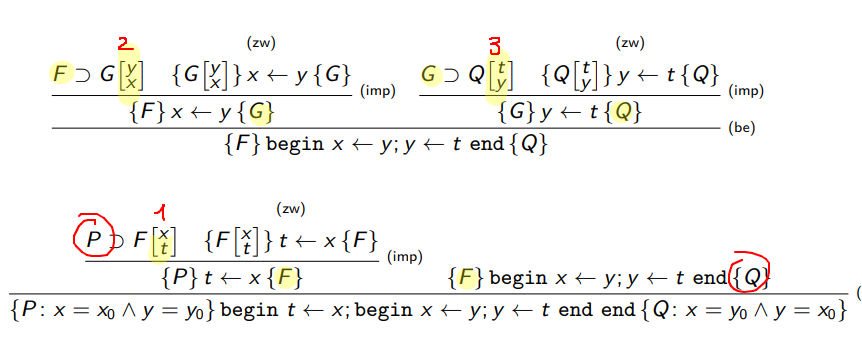 2 (zw) 3 (zw)
F ⊃ G[y/x] {G[y/x]} x ← y {G} (imp) G ⊃ Q[t/y] {Q[t/y]} y ← t {Q} (imp)
{F} x ← y {G} {G} y ← t {Q} (be)
{F} begin x ← y; y ← t end {Q}
1 (zw)
P ⊃ F[x/t] {F[x/t]} t ← x {F} (imp)
{P} t ← x {F} {F} begin x ← y; y ← t end {Q}
{P: x = x₀ ∧ y = y₀} begin t ← x; begin x ← y; y ← t end end {Q: x = y₀ ∧ y = x₀} (